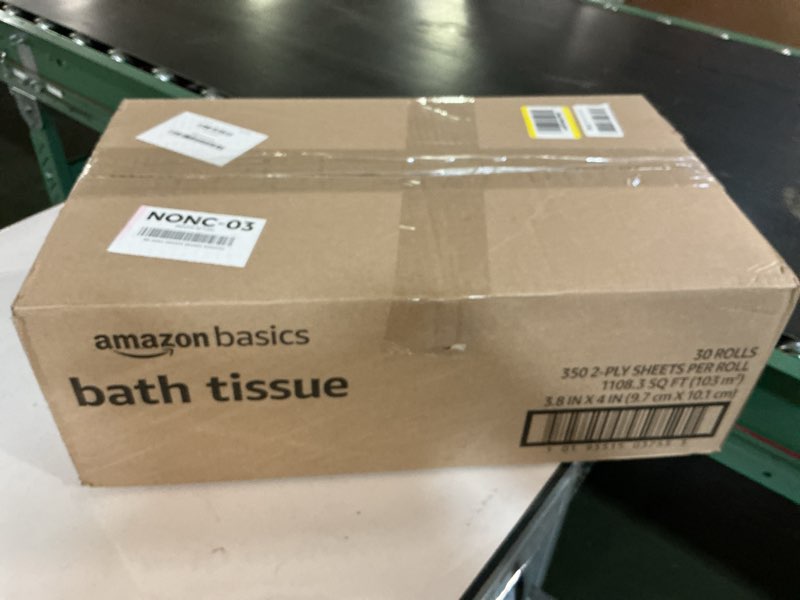 NONC-03
amazon basics
bath tissue
30 ROLLS
350 2-PLY SHEETS PER ROLL
1108.3 SQ FT (103 m²)
3.8 IN X 4 IN (9.7 cm X 10.1 cm)